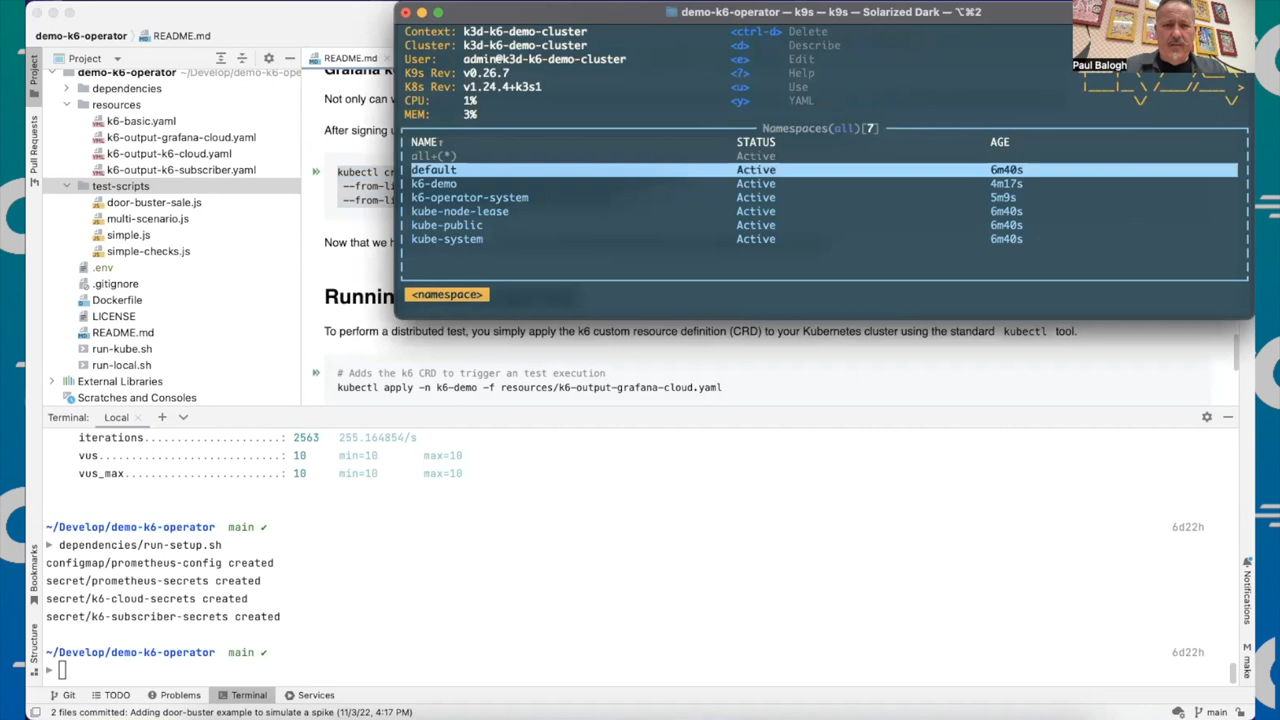 demo-k6-operator — k9s — k9s — Solarized Dark — ⌥⌘2
demo-k6-operator 〉 README.md
Context: k3d-k6-demo-cluster <ctrl-d> Delete
Cluster: k3d-k6-demo-cluster <d> Describe
User: admin@k3d-k6-demo-cluster <e> Edit
K9s Rev: v0.26.7 <?> Help
K8s Rev: v1.24.4+k3s1 <u> Use
CPU: 1% <y> YAML
MEM: 3%
Paul Balogh
Namespaces(all)[7]
NAME↑ STATUS AGE
all+(*) Active
default Active 6m40s
k6-demo Active 4m17s
k6-operator-system Active 5m9s
kube-node-lease Active 6m40s
kube-public Active 6m40s
kube-system Active 6m40s
<namespace>
Project
Pull Requests
Project
demo-k6-operator ~/Develop/demo-k6-opera
dependencies
resources
k6-basic.yaml
k6-output-grafana-cloud.yaml
k6-output-k6-cloud.yaml
k6-output-k6-subscriber.yaml
test-scripts
door-buster-sale.js
multi-scenario.js
simple.js
simple-checks.js
.env
.gitignore
Dockerfile
LICENSE
README.md
run-kube.sh
run-local.sh
External Libraries
Scratches and Consoles
README.md
Grafana k
Not only can
After signing u
kubectl cr
--from-li
--from-li
Now that we h
Runnin
To perform a distributed test, you simply apply the k6 custom resource definition (CRD) to your Kubernetes cluster using the standard kubectl tool.
# Adds the k6 CRD to trigger an test execution
kubectl apply -n k6-demo -f resources/k6-output-grafana-cloud.yaml
Terminal: Local
iterations......................: 2563 255.164854/s
vus.............................: 10 min=10 max=10
vus_max.........................: 10 min=10 max=10
~/Develop/demo-k6-operator main ✔ 6d22h
dependencies/run-setup.sh
configmap/prometheus-config created
secret/prometheus-secrets created
secret/k6-cloud-secrets created
secret/k6-subscriber-secrets created
~/Develop/demo-k6-operator main ✔ 6d22h
Bookmarks
Structure
Notifications
make
Git TODO Problems Terminal Services
2 files committed: Adding door-buster example to simulate a spike (11/3/22, 4:17 PM) main